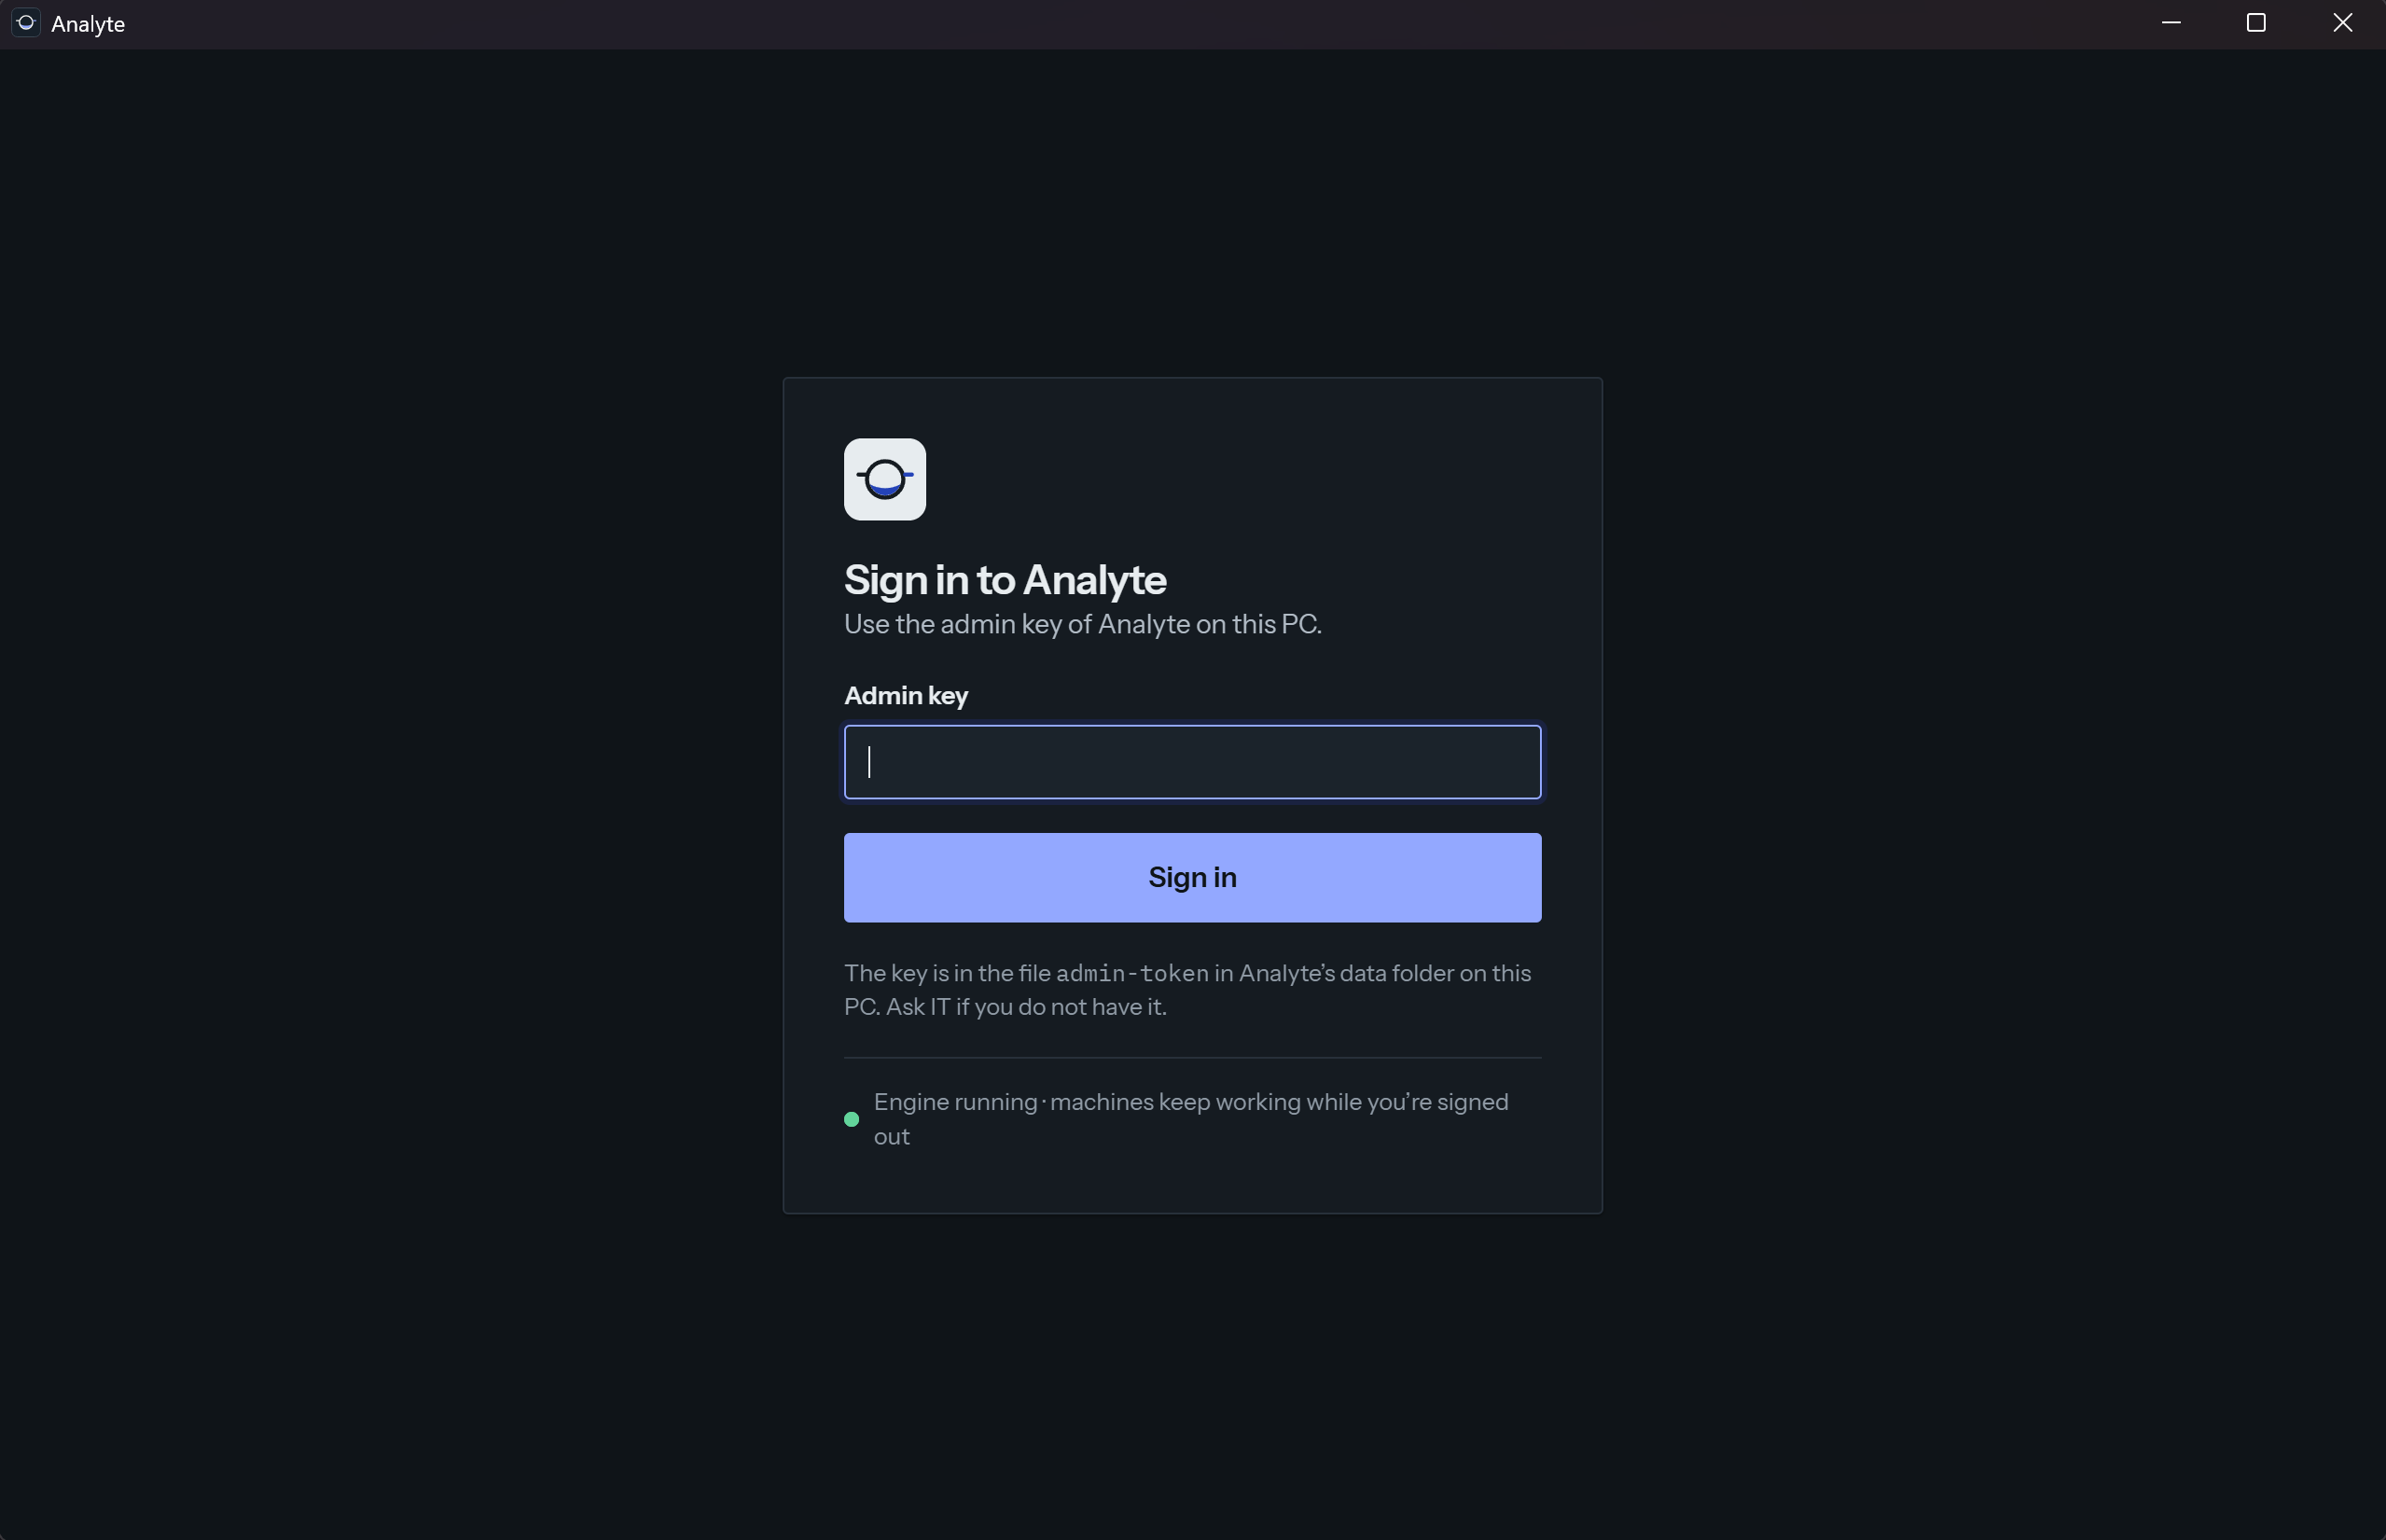 Analyte
Sign in to Analyte
Use the admin key of Analyte on this PC.
Admin key
Sign in
The key is in the file admin-token in Analyte’s data folder on this
PC. Ask IT if you do not have it.
Engine running · machines keep working while you’re signed
out